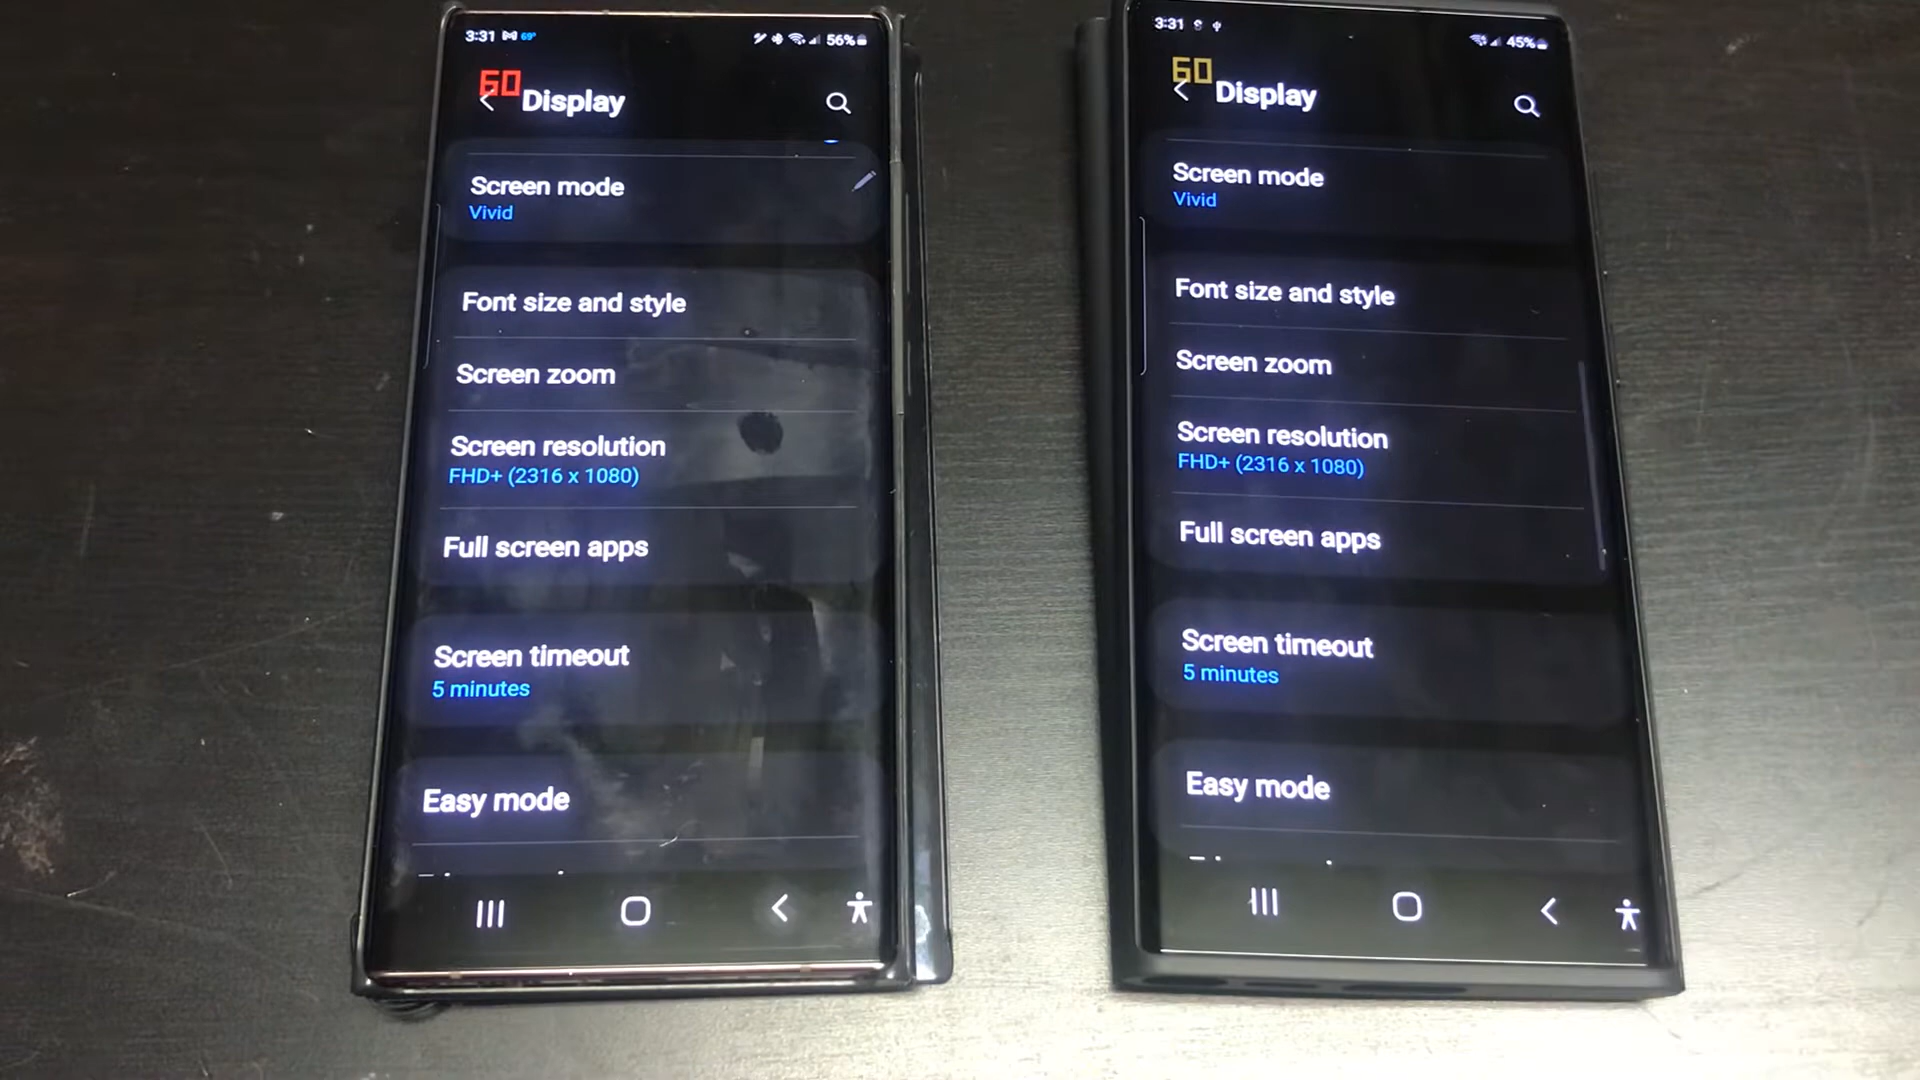 3:31 69°
56%
60
Display
Screen mode
Vivid
Font size and style
Screen zoom
Screen resolution
FHD+ (2316 x 1080)
Full screen apps
Screen timeout
5 minutes
Easy mode
3:31
45%
60
Display
Screen mode
Vivid
Font size and style
Screen zoom
Screen resolution
FHD+ (2316 x 1080)
Full screen apps
Screen timeout
5 minutes
Easy mode